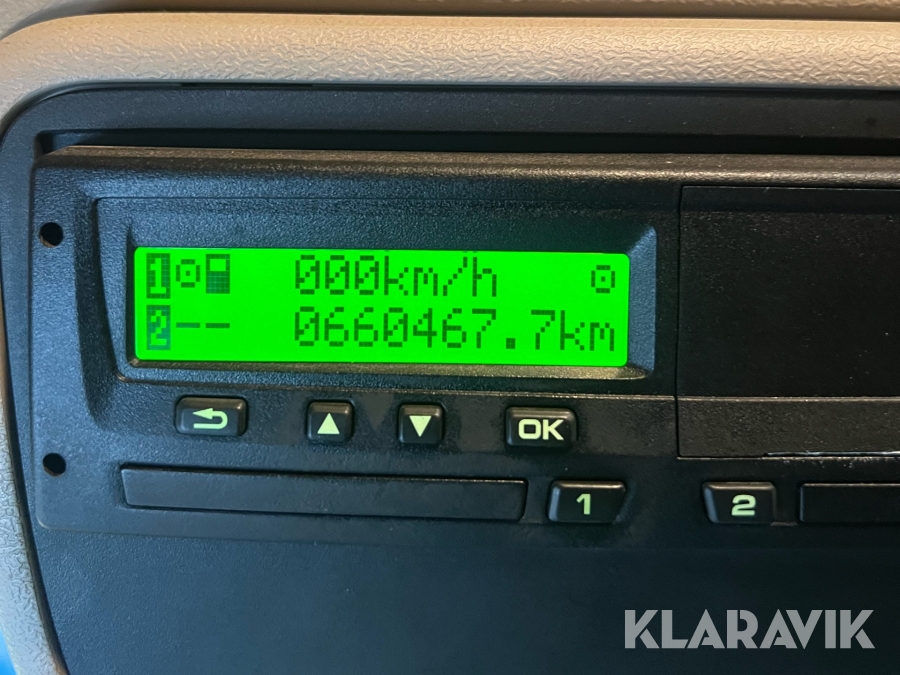 1 000km/h
2 -- 0660467.7km
OK
1 2
KLARAVIK